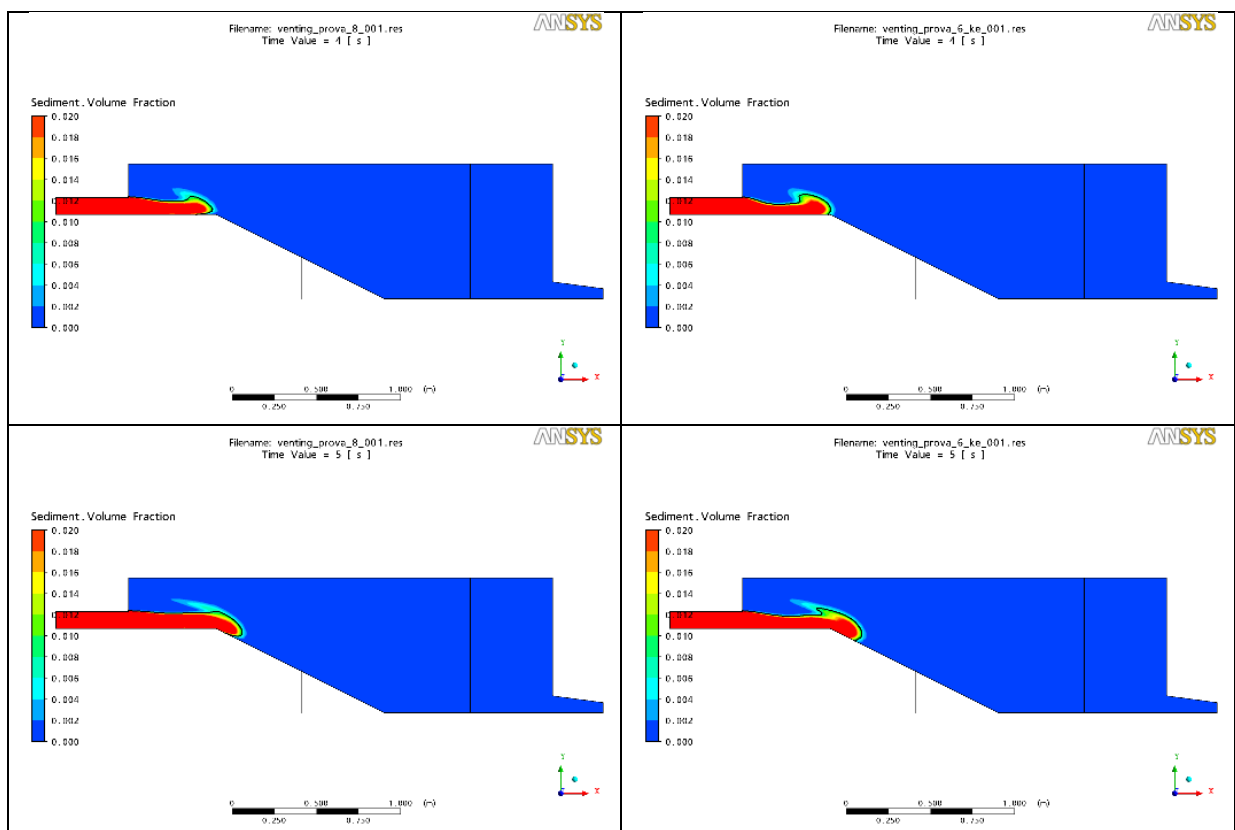 ANSYS
Filename: venting_prova_8_001.res
Time Value = 4 [ s ]
Sediment.Volume Fraction
0.020
0.018
0.016
0.014
0.012
0.010
0.008
0.006
0.004
0.002
0.000
Y
X
0 0.500 1.000 (m)
0.250 0.750
ANSYS
Filename: venting_prova_6_ke_001.res
Time Value = 4 [ s ]
Sediment.Volume Fraction
0.020
0.018
0.016
0.014
0.012
0.010
0.008
0.006
0.004
0.002
0.000
Y
X
0 0.500 1.000 (m)
0.250 0.750
ANSYS
Filename: venting_prova_8_001.res
Time Value = 5 [ s ]
Sediment.Volume Fraction
0.020
0.018
0.016
0.014
0.012
0.010
0.008
0.006
0.004
0.002
0.000
Y
X
0 0.500 1.000 (m)
0.250 0.750
ANSYS
Filename: venting_prova_6_ke_001.res
Time Value = 5 [ s ]
Sediment.Volume Fraction
0.020
0.018
0.016
0.014
0.012
0.010
0.008
0.006
0.004
0.002
0.000
Y
X
0 0.500 1.000 (m)
0.250 0.750